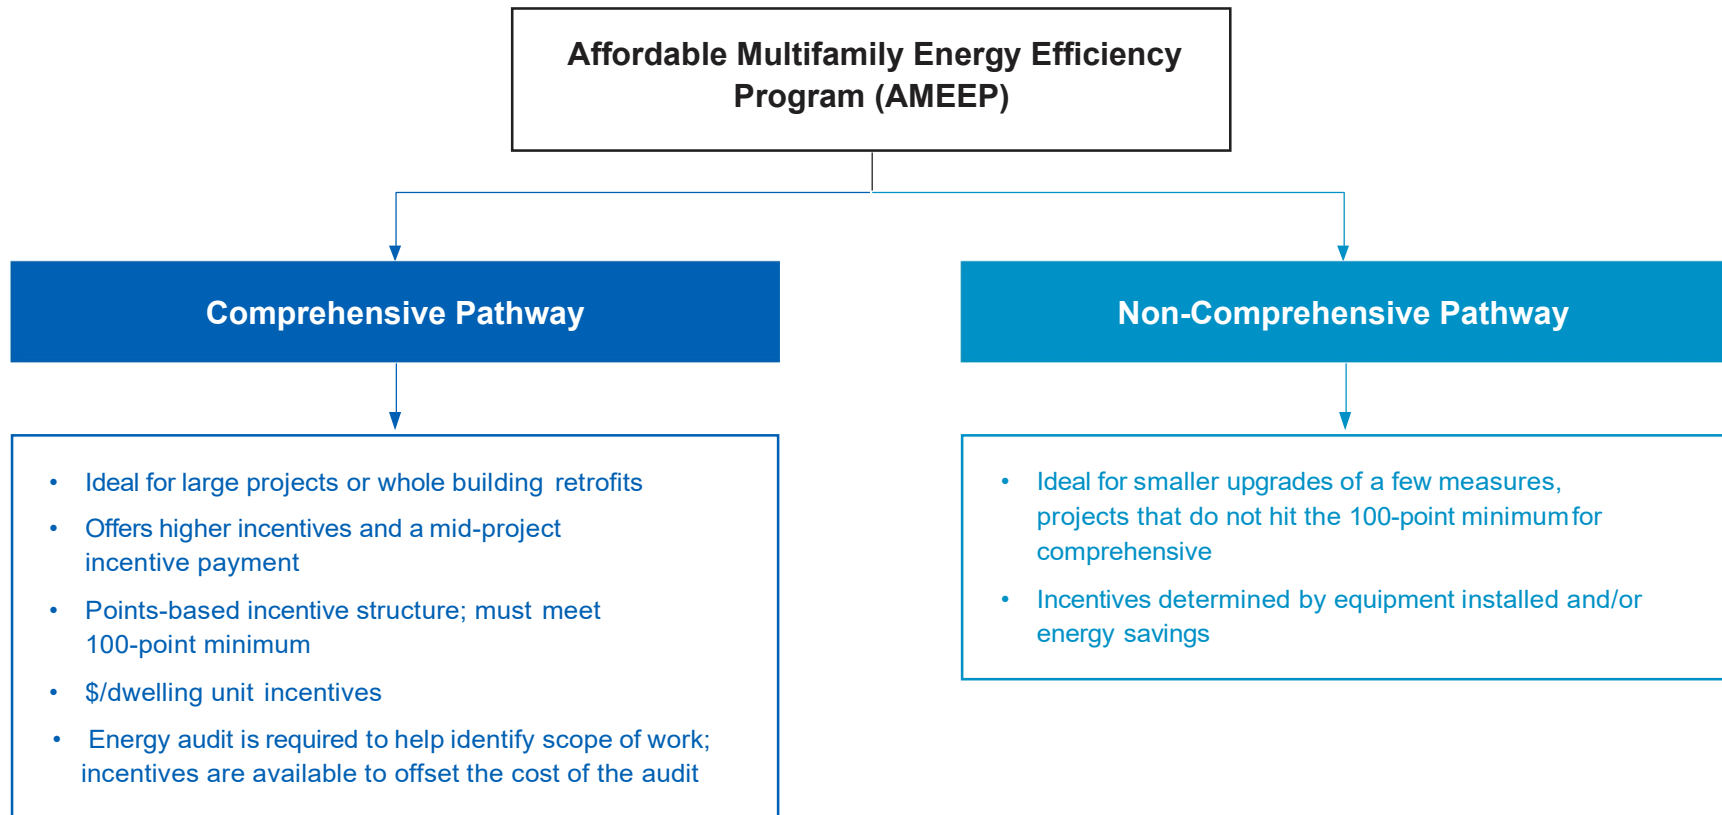 Affordable Multifamily Energy Efficiency
Program (AMEEP)
Comprehensive Pathway
Non-Comprehensive Pathway
• Ideal for large projects or whole building retrofits
• Offers higher incentives and a mid-project
incentive payment
• Points-based incentive structure; must meet
100-point minimum
• $/dwelling unit incentives
• Energy audit is required to help identify scope of work;
incentives are available to offset the cost of the audit
• Ideal for smaller upgrades of a few measures,
projects that do not hit the 100-point minimum for
comprehensive
• Incentives determined by equipment installed and/or
energy savings